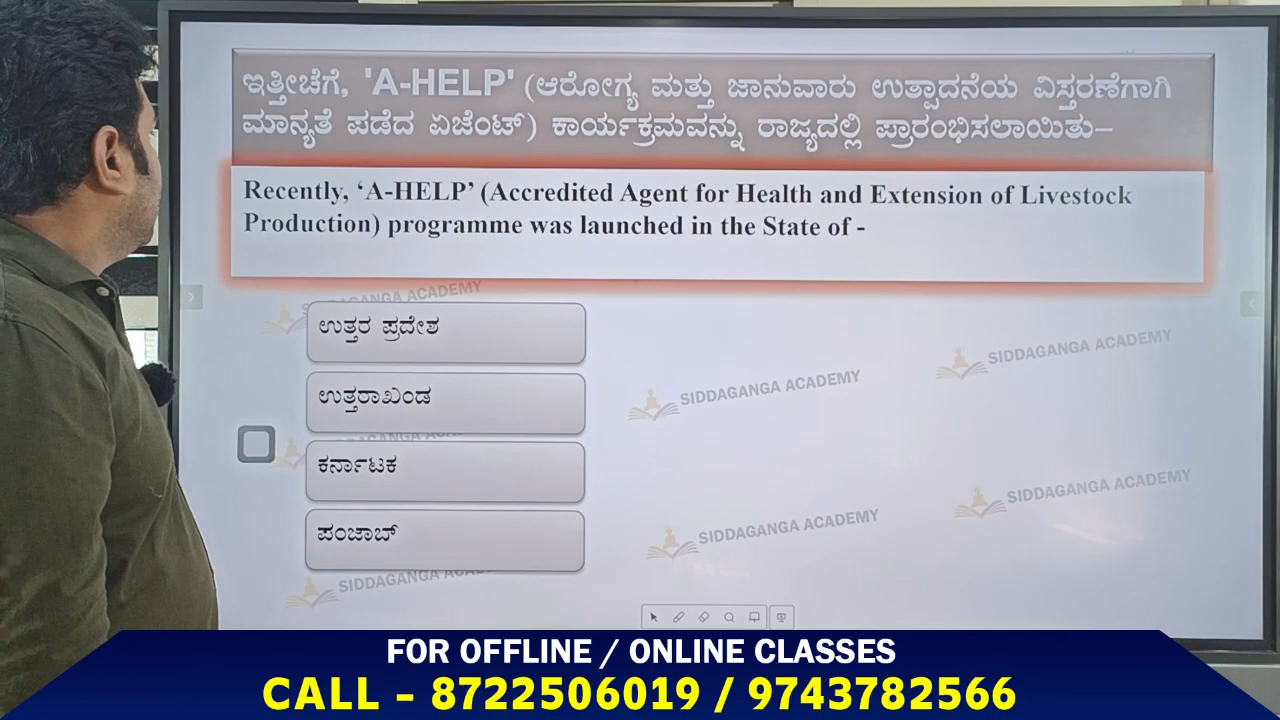 ಇತ್ತೀಚೆಗೆ, 'A-HELP' (ಆರೋಗ್ಯ ಮತ್ತು ಜಾನುವಾರು ಉತ್ಪಾದನೆಯ ವಿಸ್ತರಣೆಗಾಗಿ
ಮಾನ್ಯತೆ ಪಡೆದ ಏಜೆಂಟ್) ಕಾರ್ಯಕ್ರಮವನ್ನು ರಾಜ್ಯದಲ್ಲಿ ಪ್ರಾರಂಭಿಸಲಾಯಿತು–
Recently, ‘A-HELP’ (Accredited Agent for Health and Extension of Livestock
Production) programme was launched in the State of -
SIDDAGANGA ACADEMY
ಉತ್ತರ ಪ್ರದೇಶ
SIDDAGANGA ACADEMY
ಉತ್ತರಾಖಂಡ
SIDDAGANGA ACADEMY
ಕರ್ನಾಟಕ
SIDDAGANGA ACADEMY
ಪಂಜಾಬ್
SIDDAGANGA ACADEMY
SIDDAGANGA
FOR OFFLINE / ONLINE CLASSES
CALL – 8722506019 / 9743782566